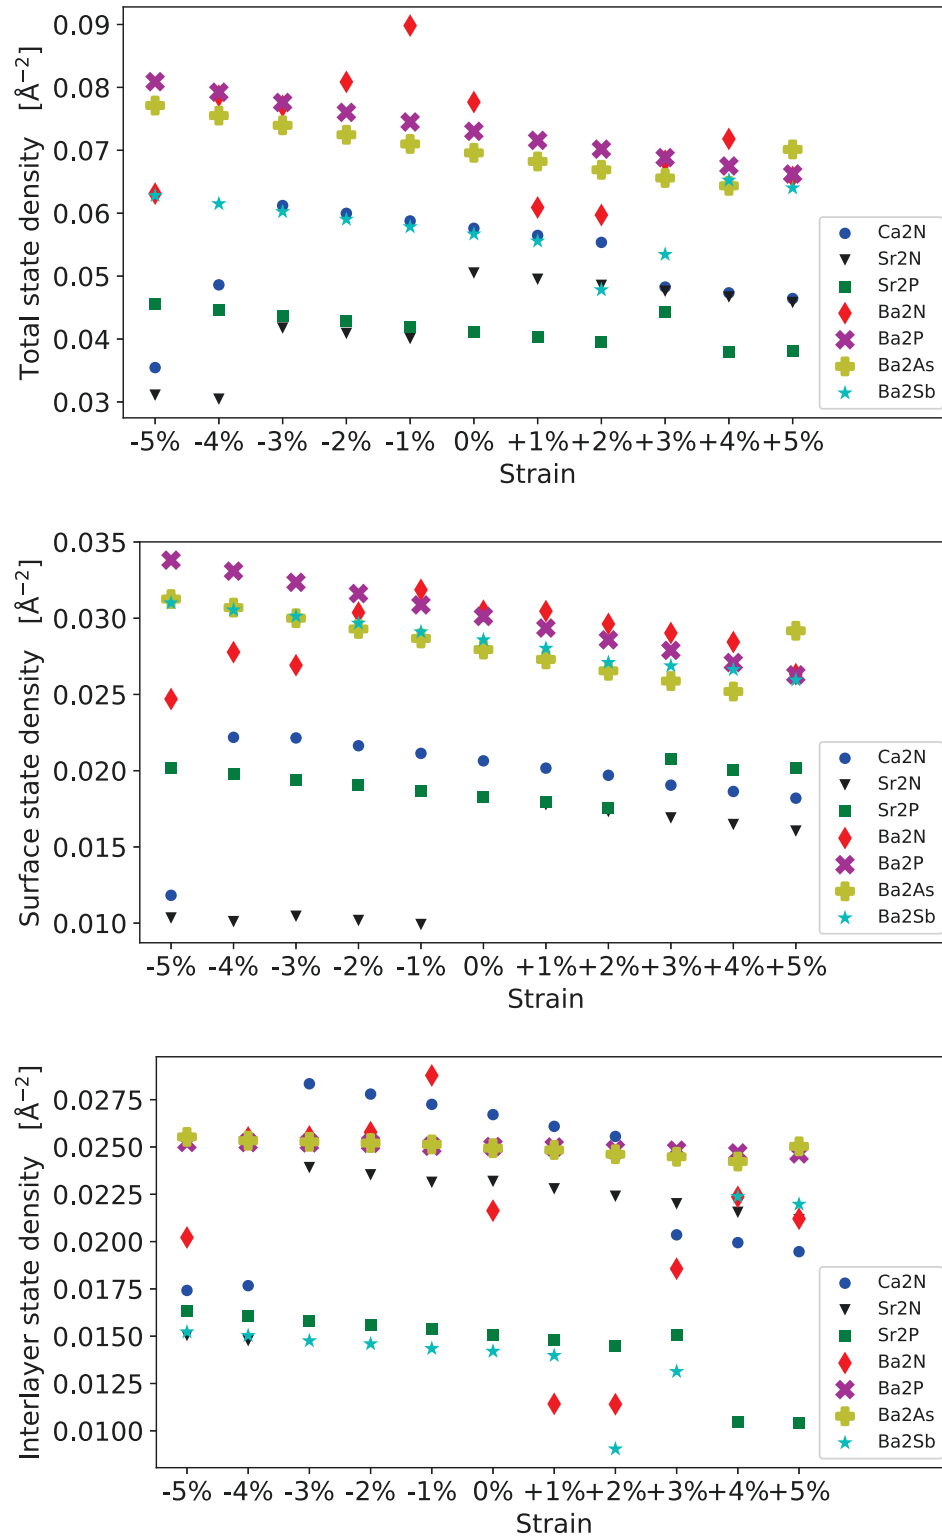 Total state density [Å⁻²]
0.09
0.08
0.07
0.06
0.05
0.04
0.03
-5% -4% -3% -2% -1% 0% +1% +2% +3% +4% +5%
Strain
Ca2N
Sr2N
Sr2P
Ba2N
Ba2P
Ba2As
Ba2Sb
Surface state density [Å⁻²]
0.035
0.030
0.025
0.020
0.015
0.010
-5% -4% -3% -2% -1% 0% +1% +2% +3% +4% +5%
Strain
Ca2N
Sr2N
Sr2P
Ba2N
Ba2P
Ba2As
Ba2Sb
Interlayer state density [Å⁻²]
0.0275
0.0250
0.0225
0.0200
0.0175
0.0150
0.0125
0.0100
-5% -4% -3% -2% -1% 0% +1% +2% +3% +4% +5%
Strain
Ca2N
Sr2N
Sr2P
Ba2N
Ba2P
Ba2As
Ba2Sb